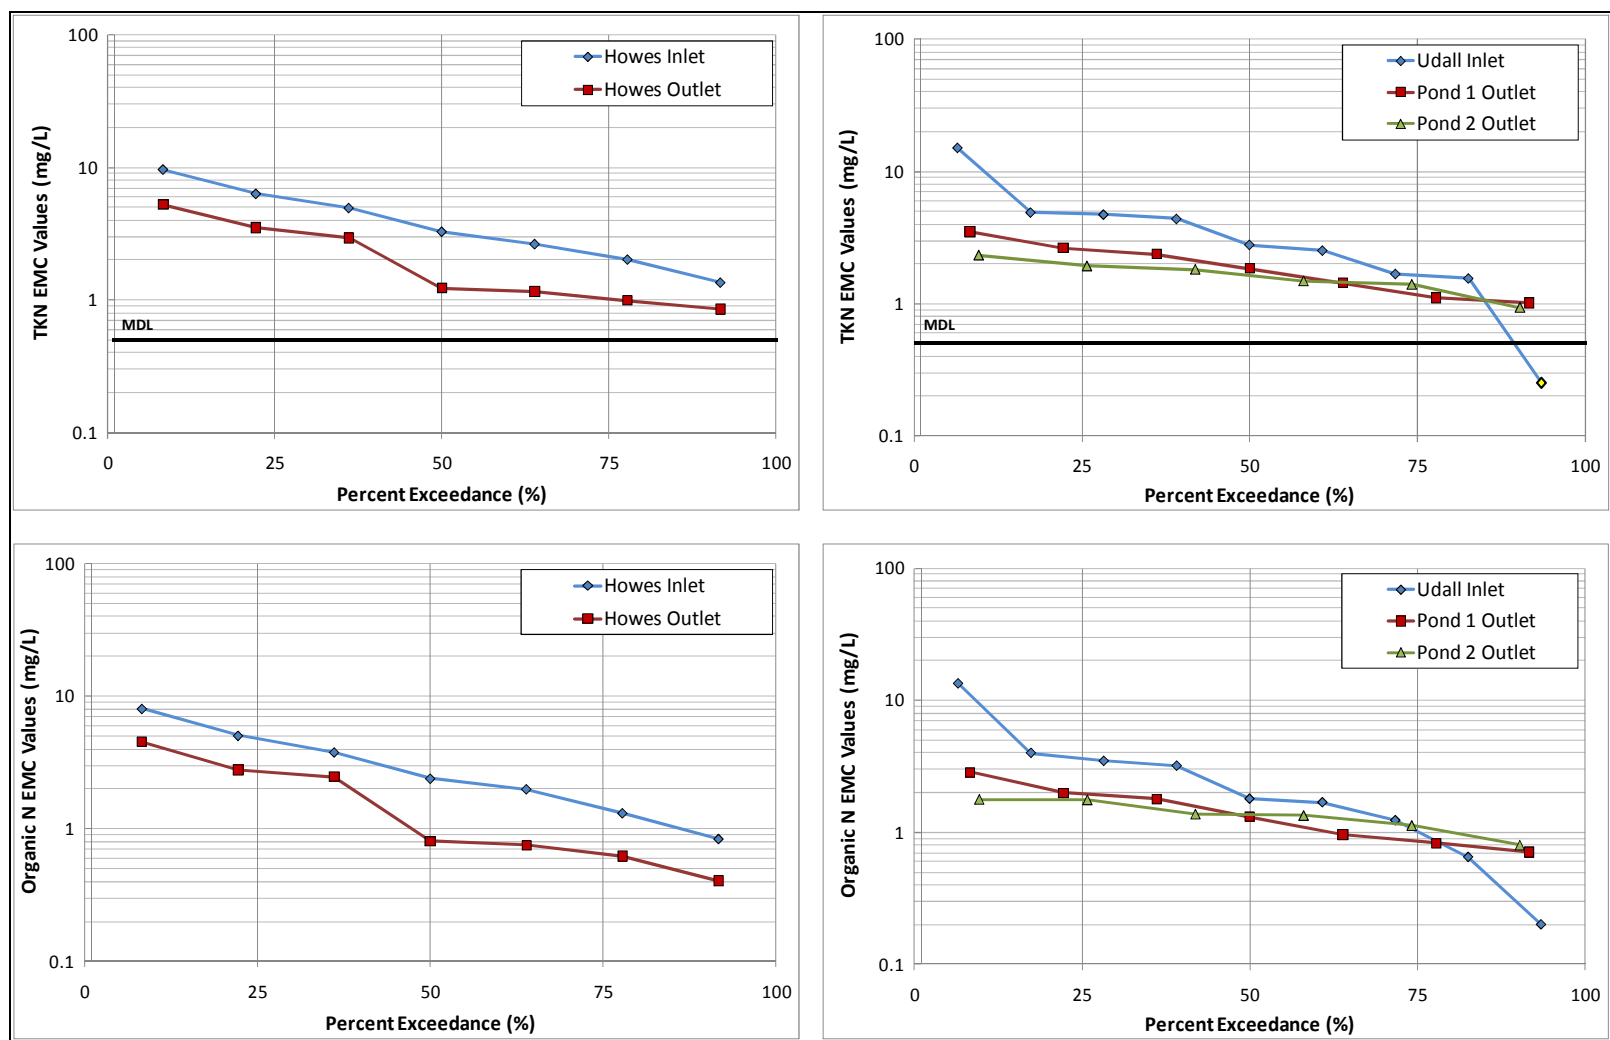 TKN EMC Values (mg/L)
100
10
1
0.1
Howes Inlet
Howes Outlet
MDL
0
25
50
75
100
Percent Exceedance (%)
TKN EMC Values (mg/L)
100
10
1
0.1
Udall Inlet
Pond 1 Outlet
Pond 2 Outlet
MDL
0
25
50
75
100
Percent Exceedance (%)
Organic N EMC Values (mg/L)
100
10
1
0.1
Howes Inlet
Howes Outlet
0
25
50
75
100
Percent Exceedance (%)
Organic N EMC Values (mg/L)
100
10
1
0.1
Udall Inlet
Pond 1 Outlet
Pond 2 Outlet
0
25
50
75
100
Percent Exceedance (%)